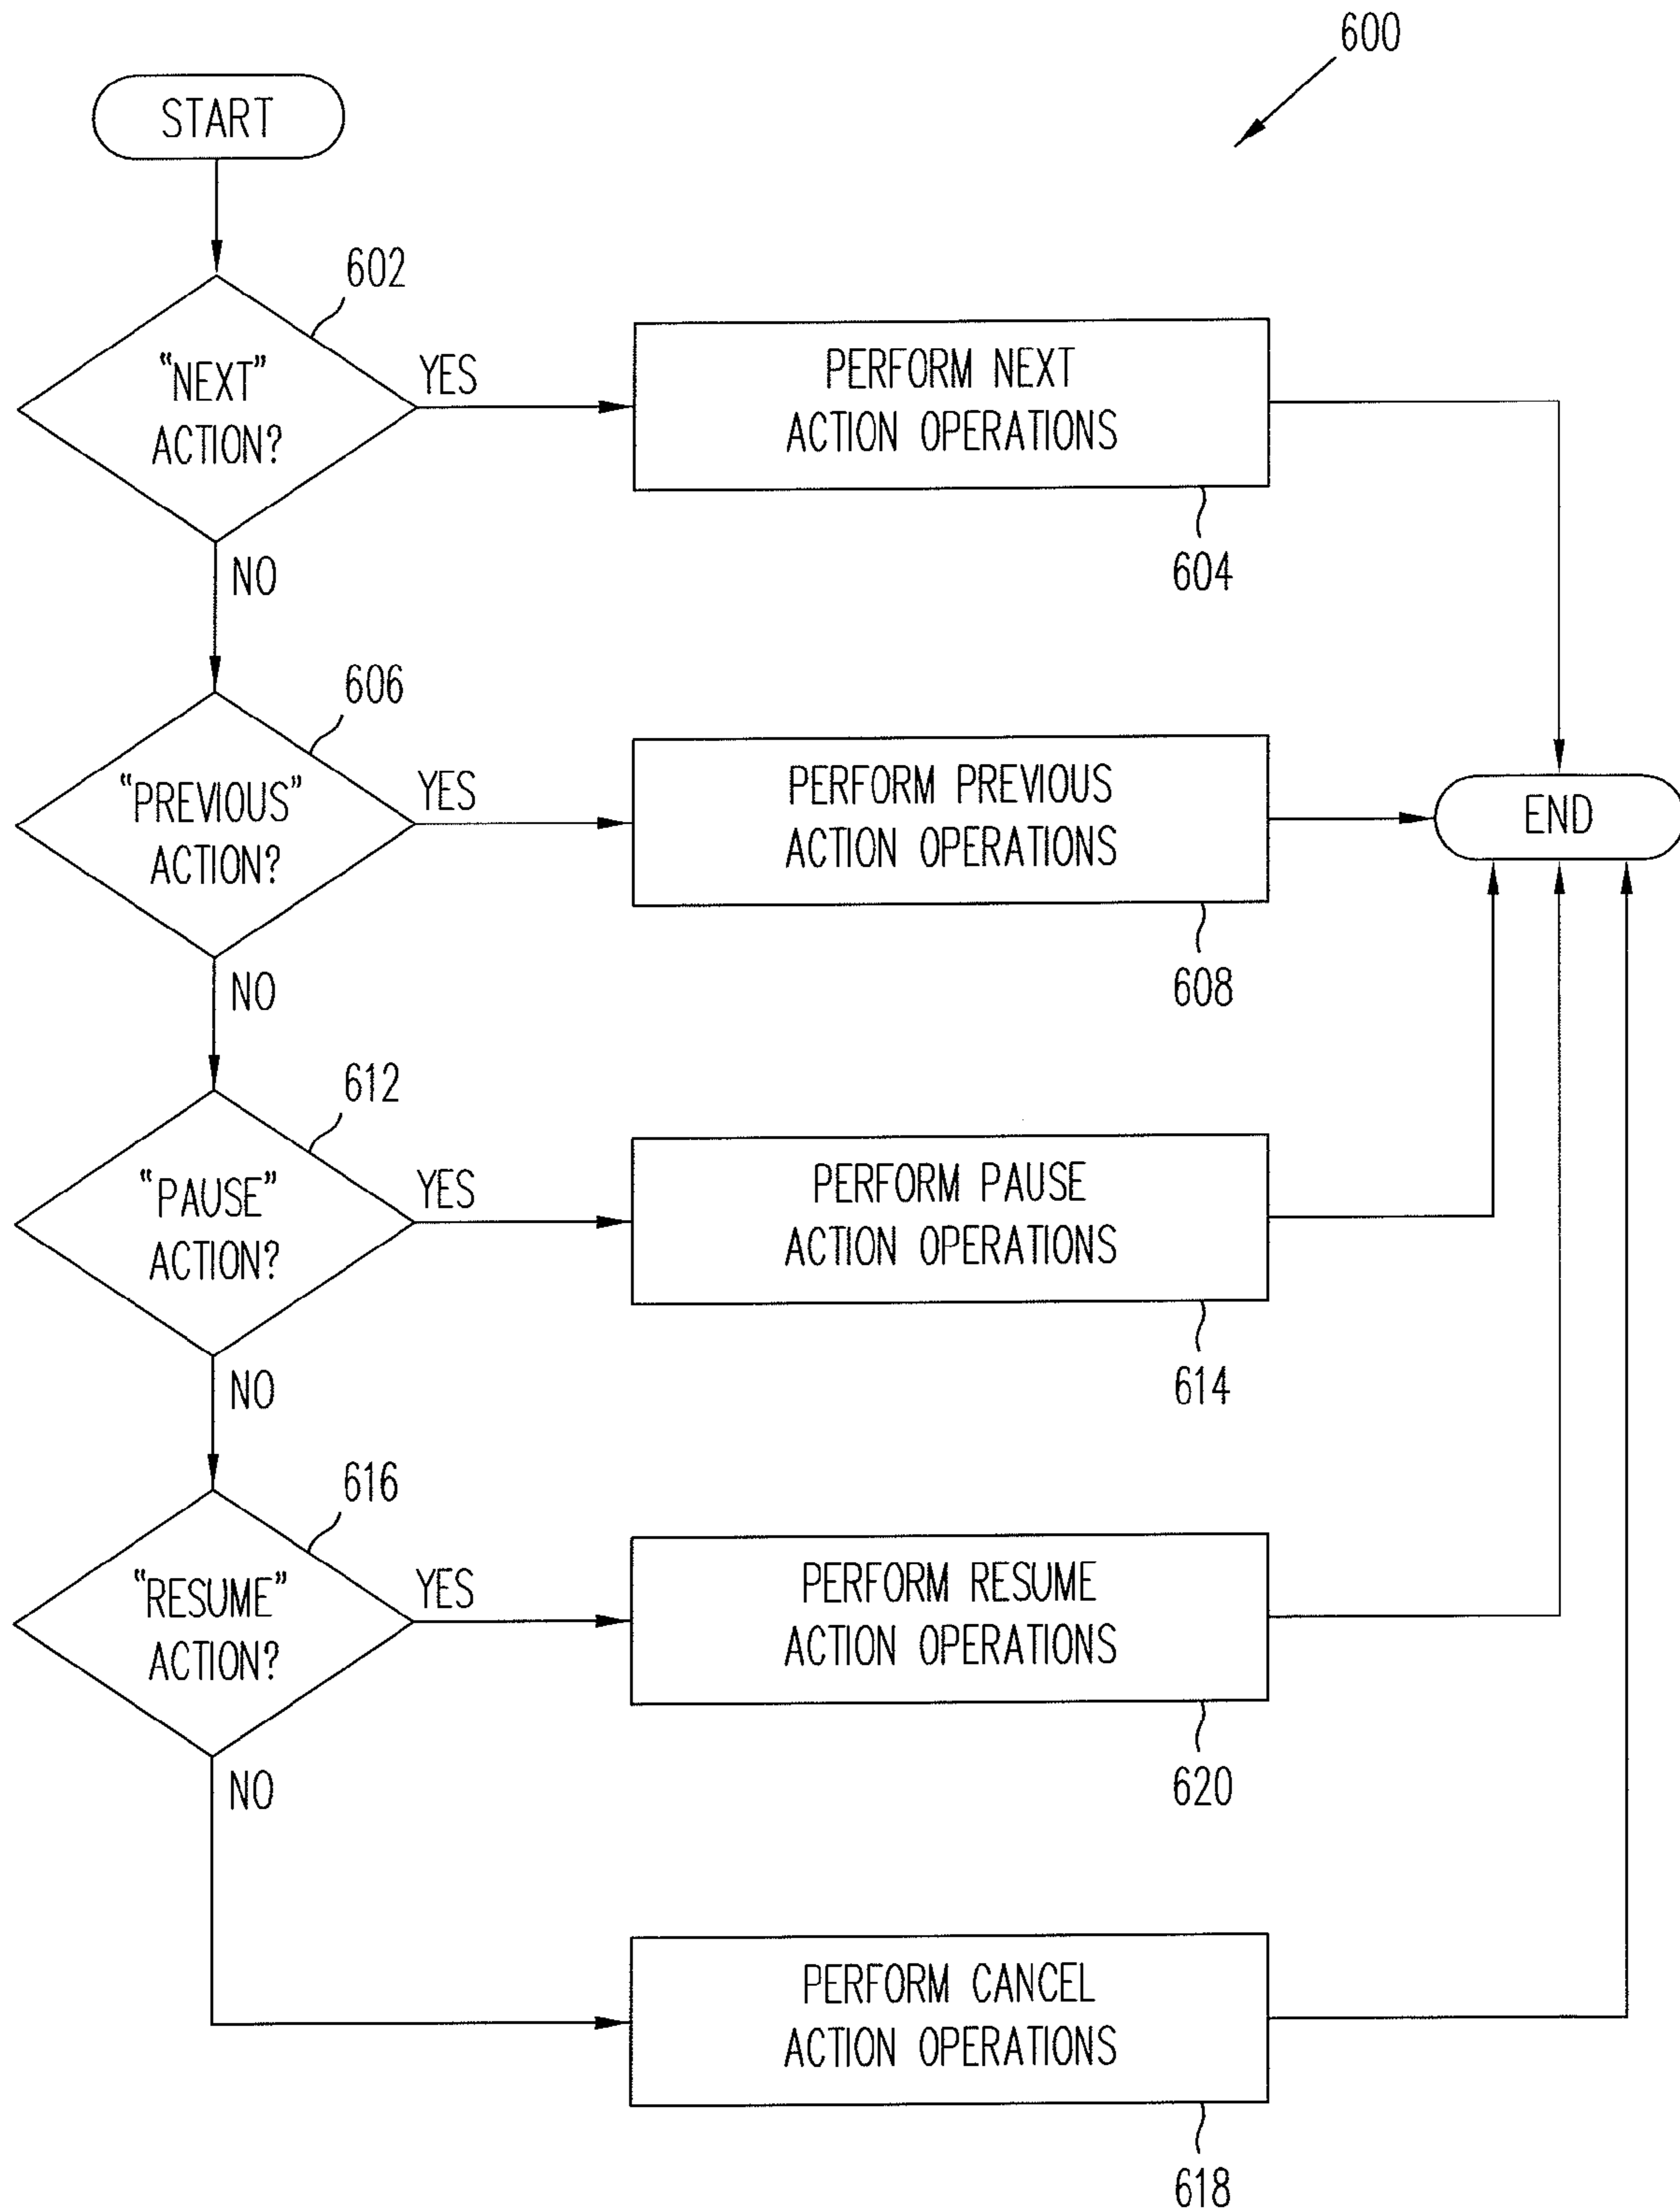 600
START
602
“NEXT”
ACTION?
YES
NO
PERFORM NEXT
ACTION OPERATIONS
604
606
“PREVIOUS”
ACTION?
YES
NO
PERFORM PREVIOUS
ACTION OPERATIONS
608
END
612
“PAUSE”
ACTION?
YES
NO
PERFORM PAUSE
ACTION OPERATIONS
614
616
“RESUME”
ACTION?
YES
NO
PERFORM RESUME
ACTION OPERATIONS
620
PERFORM CANCEL
ACTION OPERATIONS
618